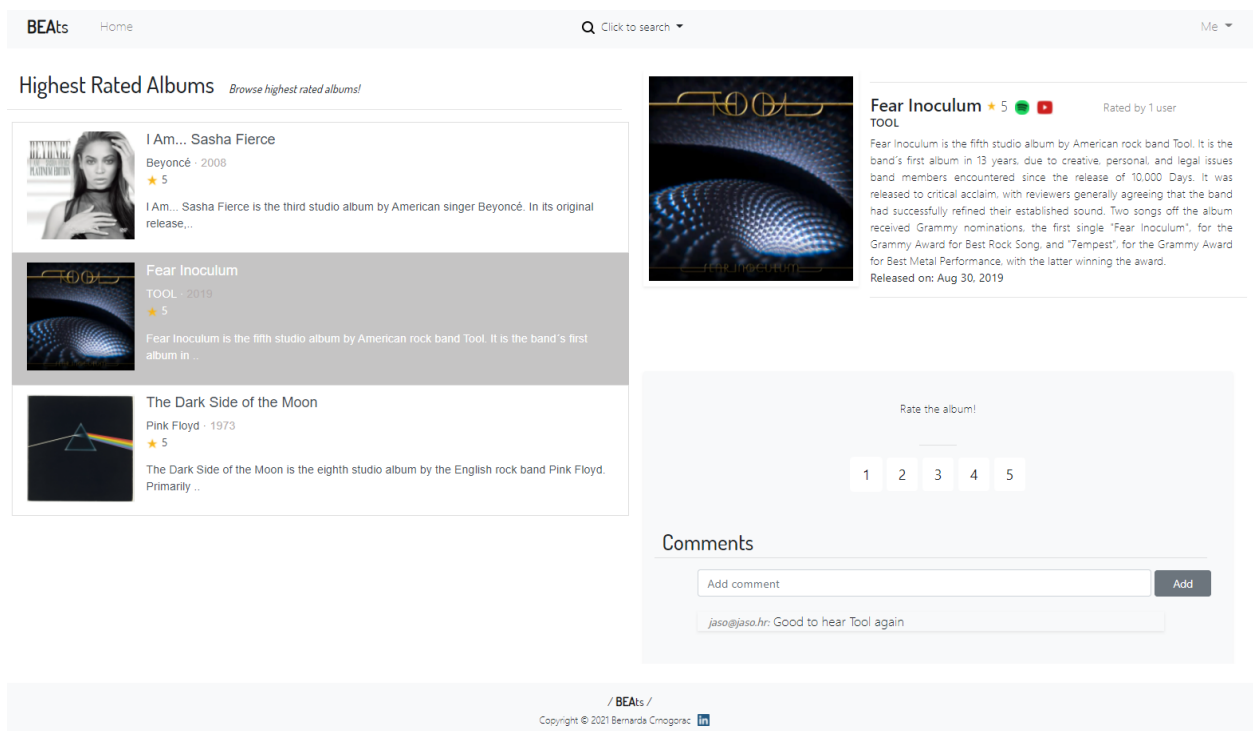 BEAts Home Click to search Me
Highest Rated Albums Browse highest rated albums!
BEYONCÉ
I AM... SASHA FIERCE
PLATINUM EDITION
I Am... Sasha Fierce
Beyoncé · 2008
★ 5
I Am... Sasha Fierce is the third studio album by American singer Beyoncé. In its original
release,..
TOOL
Fear Inoculum
TOOL · 2019
★ 5
Fear Inoculum is the fifth studio album by American rock band Tool. It is the band´s first
album in ..
The Dark Side of the Moon
Pink Floyd · 1973
★ 5
The Dark Side of the Moon is the eighth studio album by the English rock band Pink Floyd.
Primarily ..
TOOL
FEAR INOCULUM
Fear Inoculum ★ 5 Rated by 1 user
TOOL
Fear Inoculum is the fifth studio album by American rock band Tool. It is the
band´s first album in 13 years, due to creative, personal, and legal issues
band members encountered since the release of 10,000 Days. It was
released to critical acclaim, with reviewers generally agreeing that the band
had successfully refined their established sound. Two songs off the album
received Grammy nominations, the first single "Fear Inoculum", for the
Grammy Award for Best Rock Song, and "7empest", for the Grammy Award
for Best Metal Performance, with the latter winning the award.
Released on: Aug 30, 2019
Rate the album!
1 2 3 4 5
Comments
Add comment Add
jaso@jaso.hr: Good to hear Tool again
/ BEAts /
Copyright © 2021 Bernarda Crnogorac in